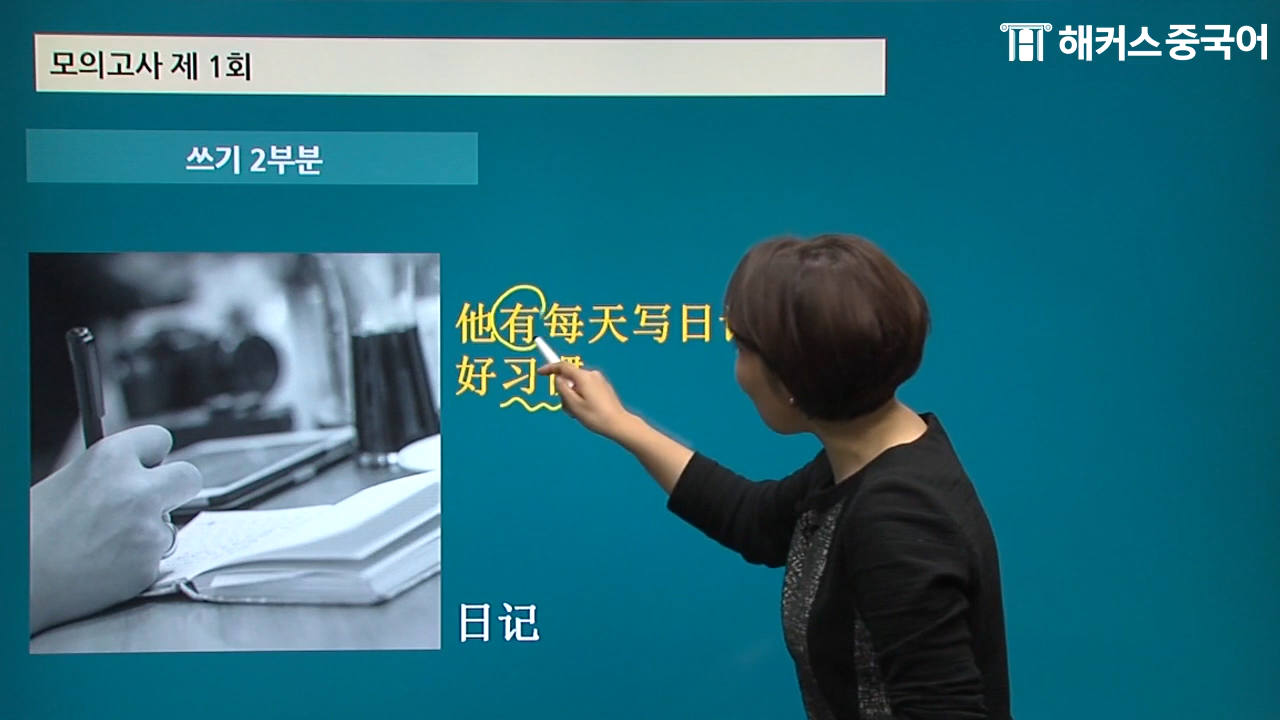 해커스중국어
모의고사 제 1회
쓰기 2부분
他有每天写日
好习
日记